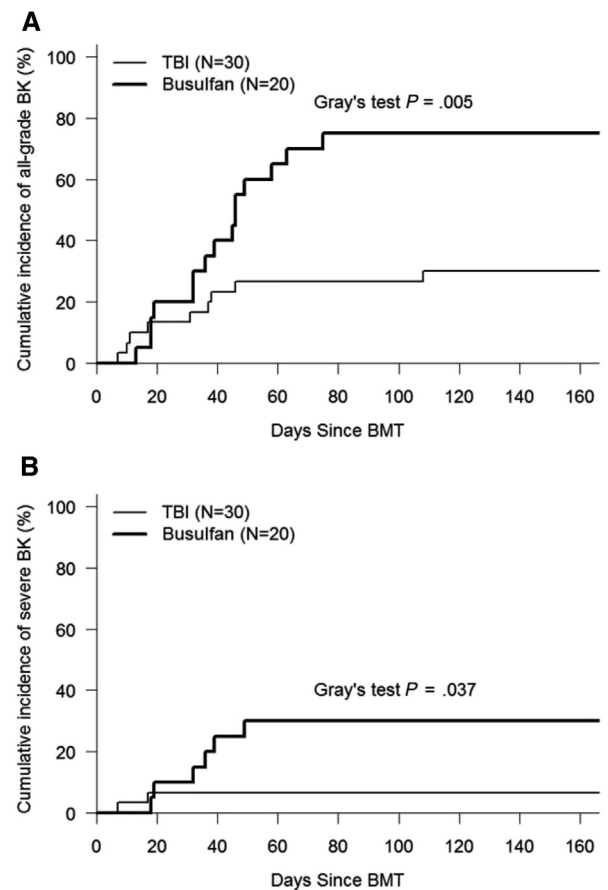 A
Cumulative incidence of all-grade BK (%)
100
80
60
40
20
0
TBI (N=30)
Busulfan (N=20)
Gray's test P = .005
0 20 40 60 80 100 120 140 160
Days Since BMT
B
Cumulative incidence of severe BK (%)
100
80
60
40
20
0
TBI (N=30)
Busulfan (N=20)
Gray's test P = .037
0 20 40 60 80 100 120 140 160
Days Since BMT